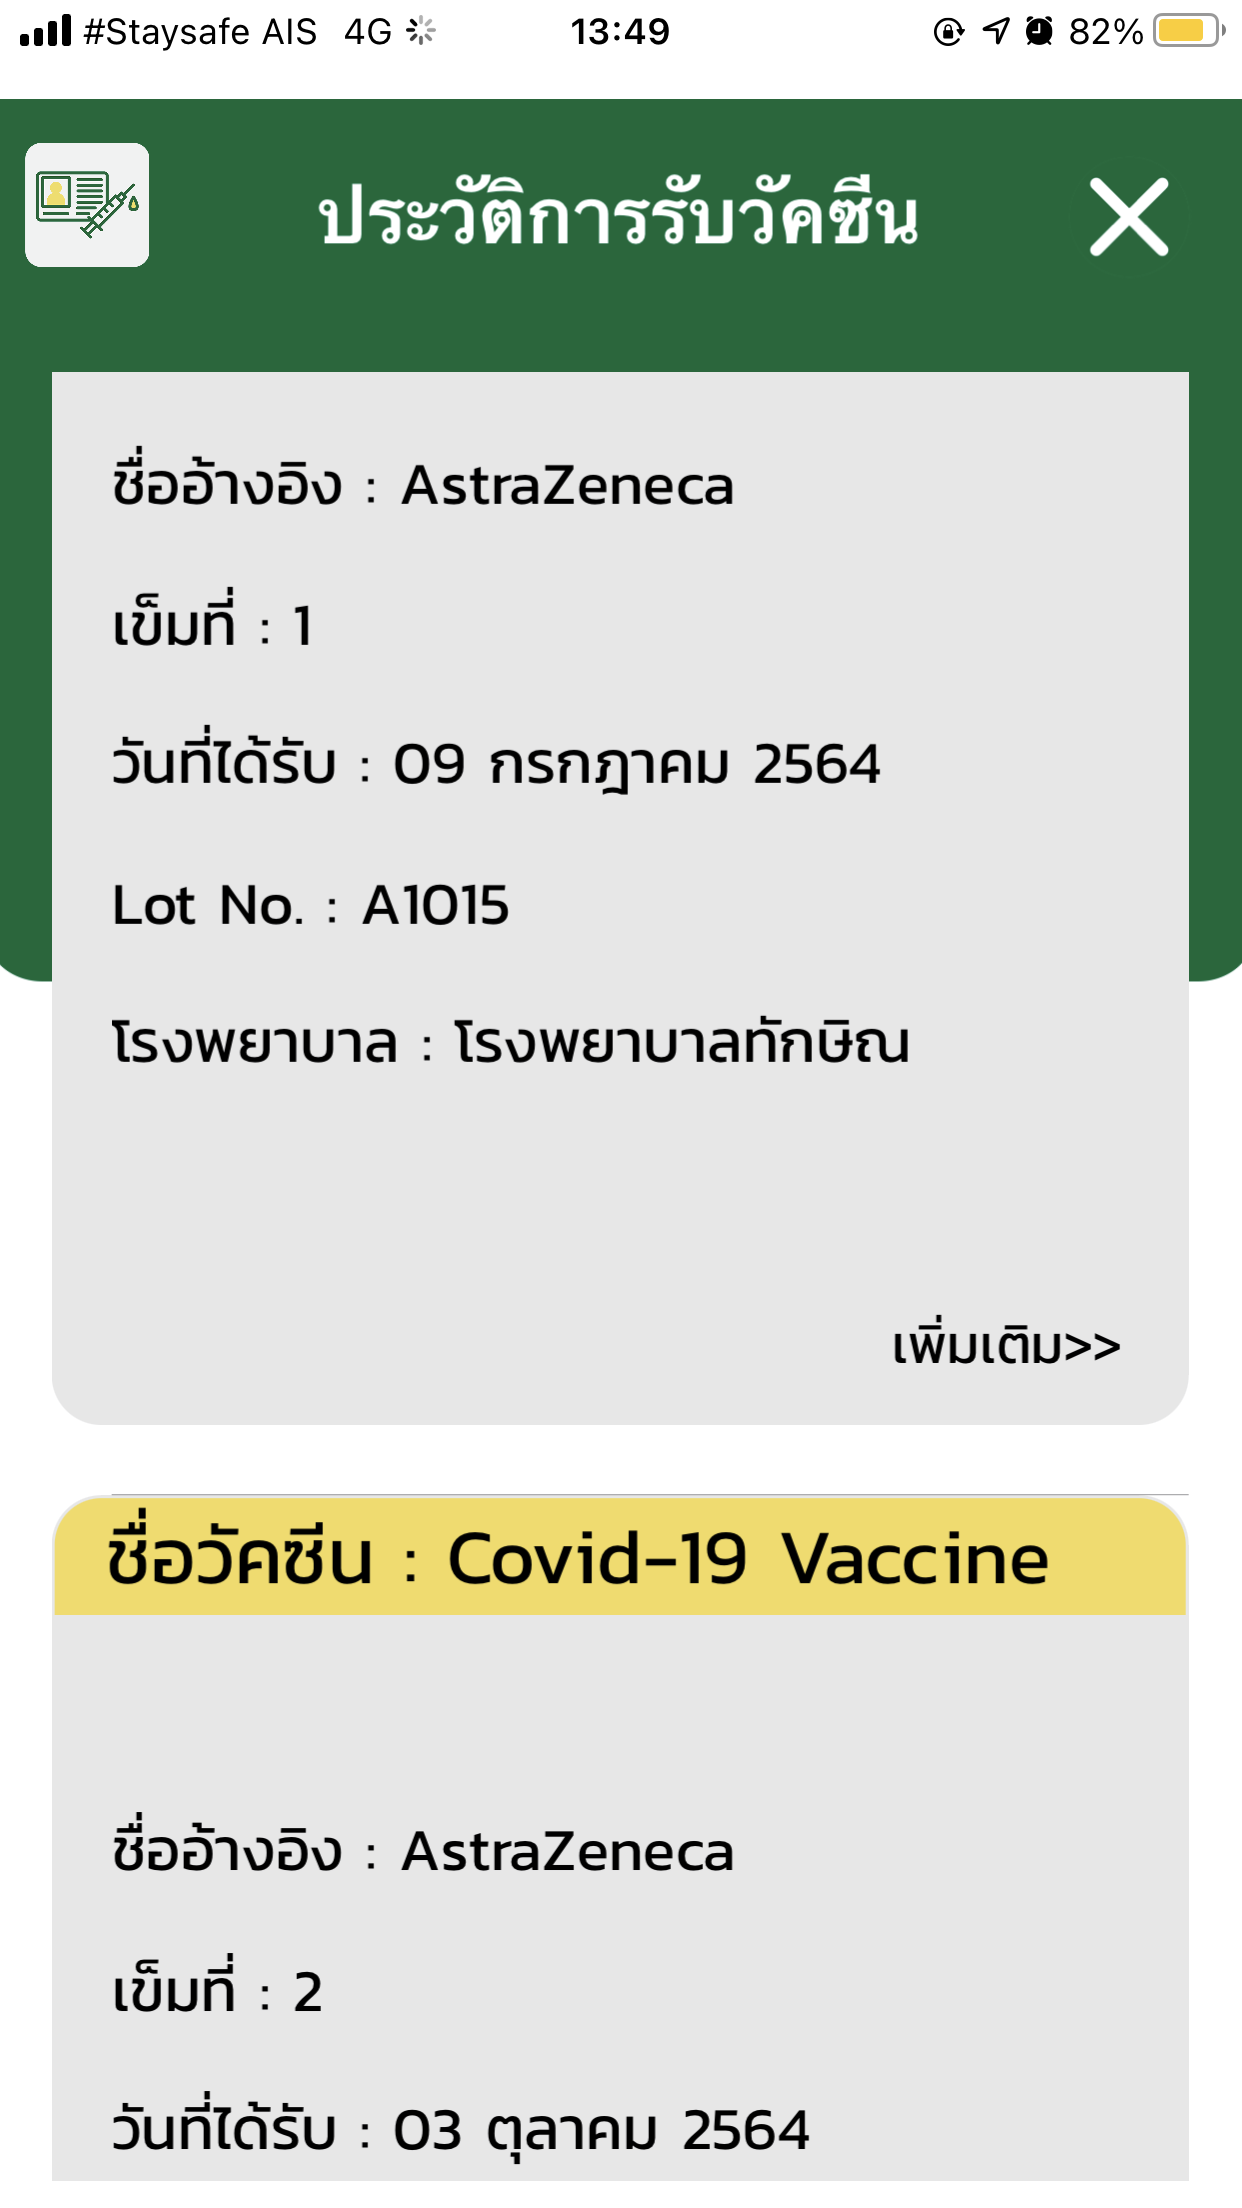 #Staysafe AIS 4G 13:49 82%
ประวัติการรับวัคซีน
ชื่ออ้างอิง : AstraZeneca
เข็มที่ : 1
วันที่ได้รับ : 09 กรกฎาคม 2564
Lot No. : A1015
โรงพยาบาล : โรงพยาบาลทักษิณ
เพิ่มเติม>>
ชื่อวัคซีน : Covid-19 Vaccine
ชื่ออ้างอิง : AstraZeneca
เข็มที่ : 2
วันที่ได้รับ : 03 ตุลาคม 2564